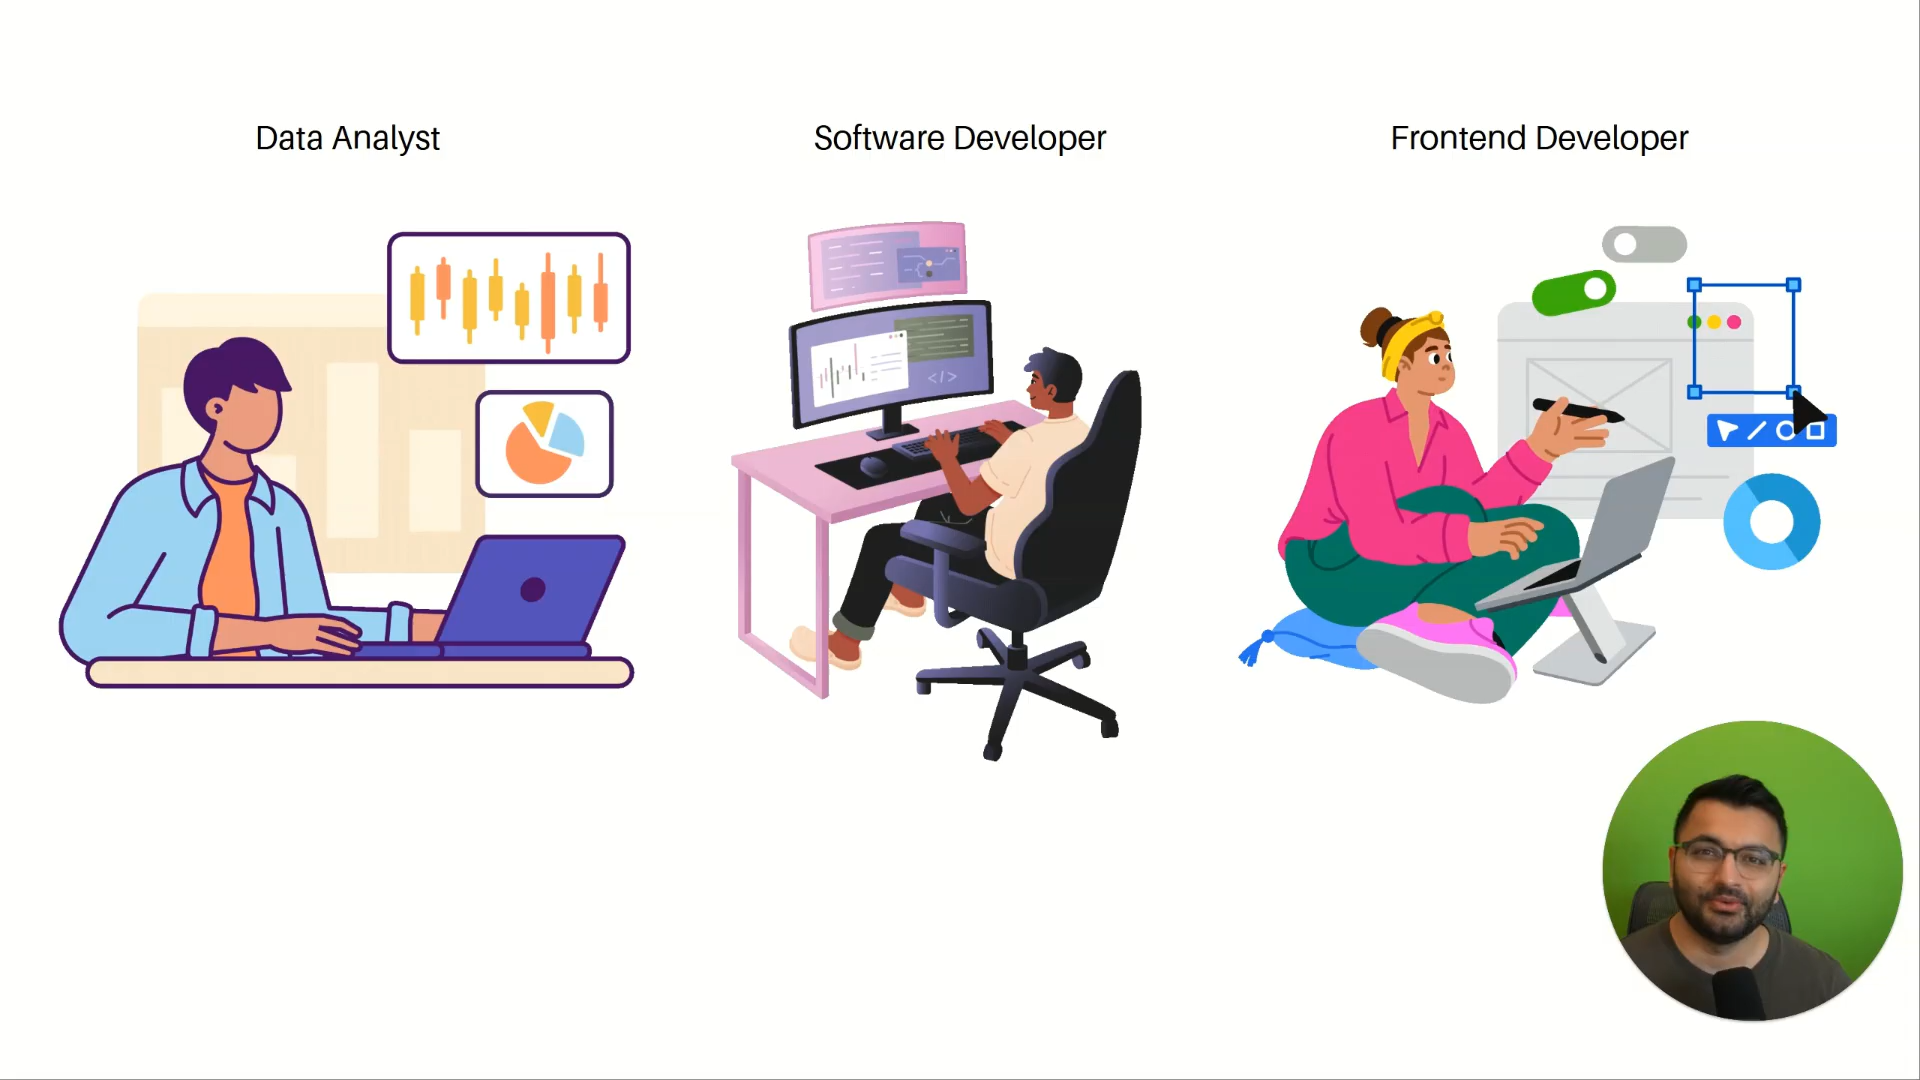 Data Analyst
Software Developer
Frontend Developer
</>